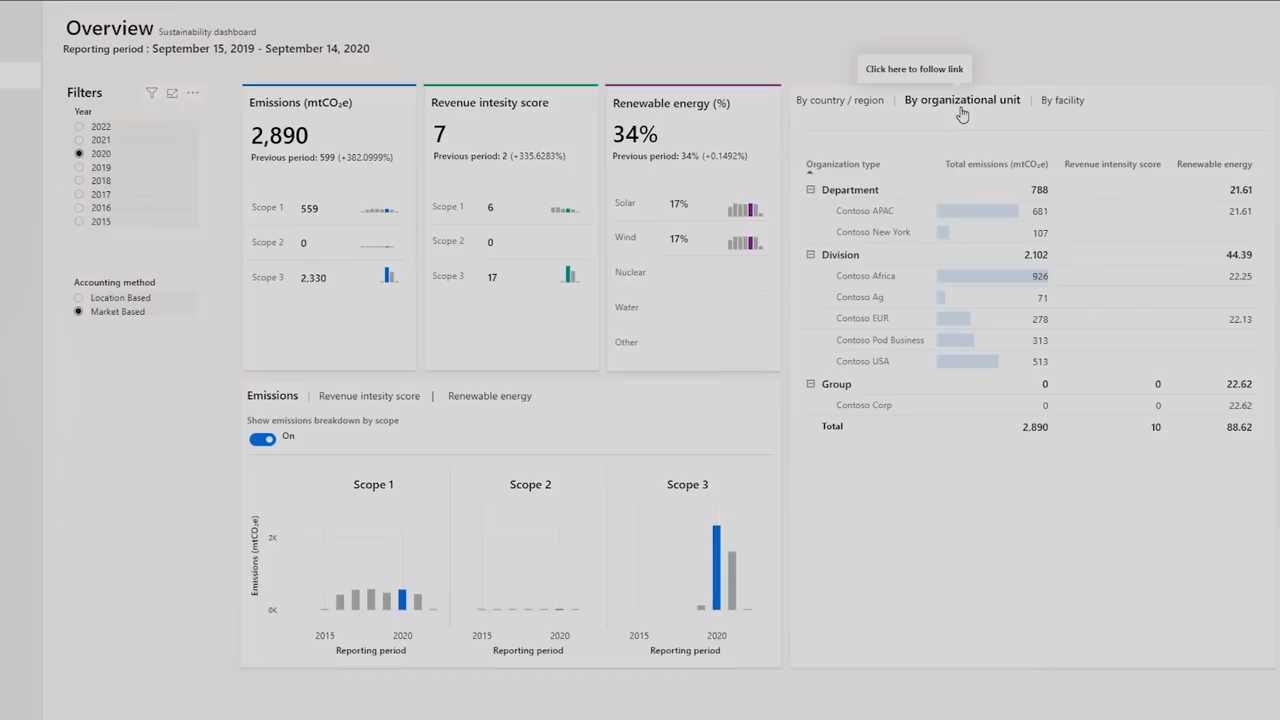 Overview Sustainability dashboard
Reporting period : September 15, 2019 - September 14, 2020
Filters
Year
2022
2021
2020
2019
2018
2017
2016
2015
Accounting method
Location Based
Market Based
Emissions (mtCO₂e)
2,890
Previous period: 599 (+382.0999%)
Scope 1 559
Scope 2 0
Scope 3 2,330
Revenue intesity score
7
Previous period: 2 (+335.6283%)
Scope 1 6
Scope 2 0
Scope 3 17
Renewable energy (%)
34%
Previous period: 34% (+0.1492%)
Solar 17%
Wind 17%
Nuclear
Water
Other
Emissions | Revenue intesity score | Renewable energy
Show emissions breakdown by scope
On
Scope 1 Scope 2 Scope 3
Emissions (mtCO₂e)
2K
0K
2015 2020 2015 2020 2015 2020
Reporting period Reporting period Reporting period
Click here to follow link
By country / region | By organizational unit | By facility
Organization type Total emissions (mtCO₂e) Revenue intensity score Renewable energy
Department 788 21.61
Contoso APAC 681 21.61
Contoso New York 107
Division 2,102 44.39
Contoso Africa 926 22.25
Contoso Ag 71
Contoso EUR 278 22.13
Contoso Pod Business 313
Contoso USA 513
Group 0 0 22.62
Contoso Corp 0 0 22.62
Total 2,890 10 88.62